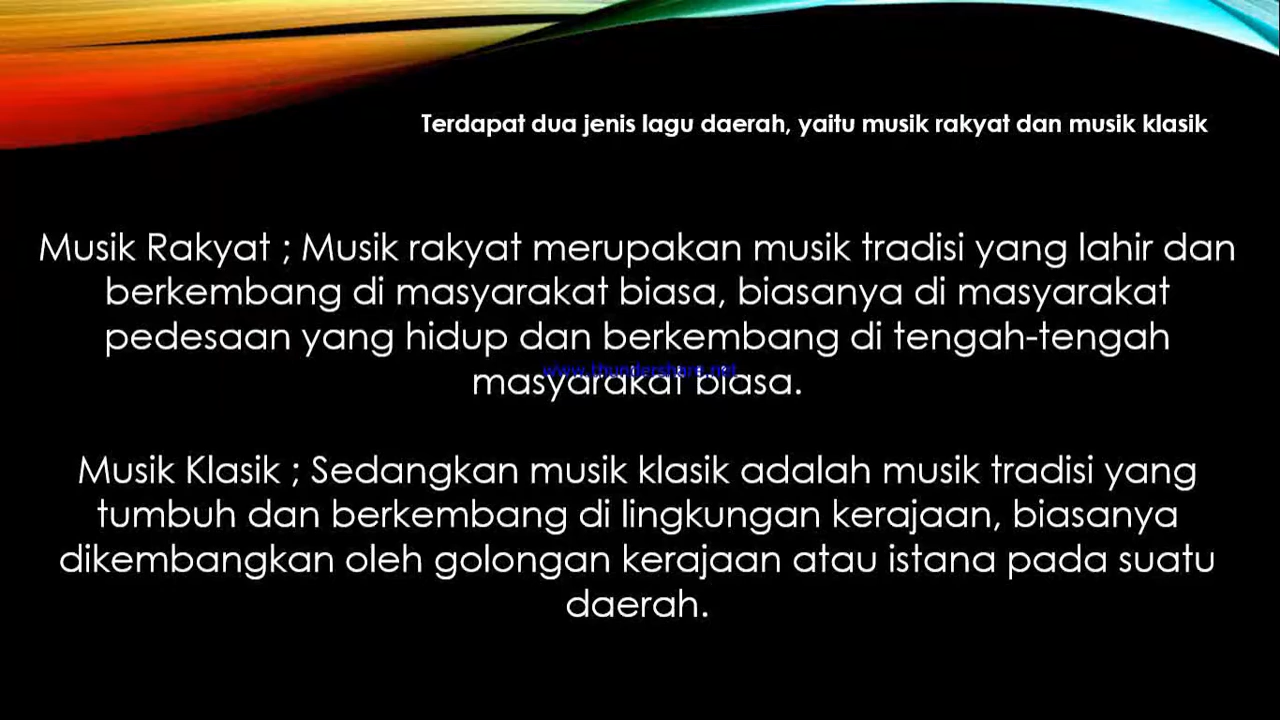 Terdapat dua jenis lagu daerah, yaitu musik rakyat dan musik klasik
Musik Rakyat ; Musik rakyat merupakan musik tradisi yang lahir dan
berkembang di masyarakat biasa, biasanya di masyarakat
pedesaan yang hidup dan berkembang di tengah-tengah
www.thundershare.net
masyarakat biasa.
Musik Klasik ; Sedangkan musik klasik adalah musik tradisi yang
tumbuh dan berkembang di lingkungan kerajaan, biasanya
dikembangkan oleh golongan kerajaan atau istana pada suatu
daerah.